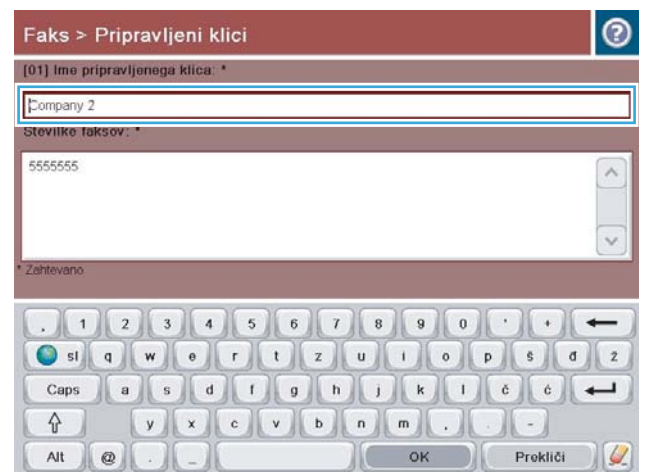 Faks > Pripravljeni klici
[01] Ime pripravljenega klica: *
Company 2
Številke faksov: *
5555555
* Zahtevano
1 2 3 4 5 6 7 8 9 0 ' +
sl q w e r t z u i o p š đ ž
Caps a s d f g h j k l č ć
y x c v b n m , . -
Alt @ . _ OK Prekliči